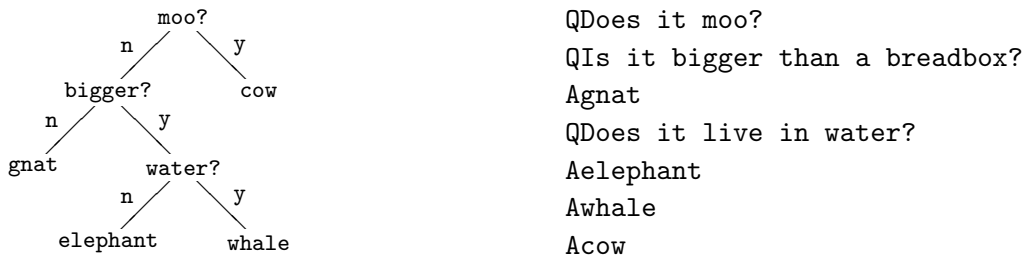 moo?
n y
bigger? cow
n y
gnat water?
n y
elephant whale
QDoes it moo?
QIs it bigger than a breadbox?
Agnat
QDoes it live in water?
Aelephant
Awhale
Acow